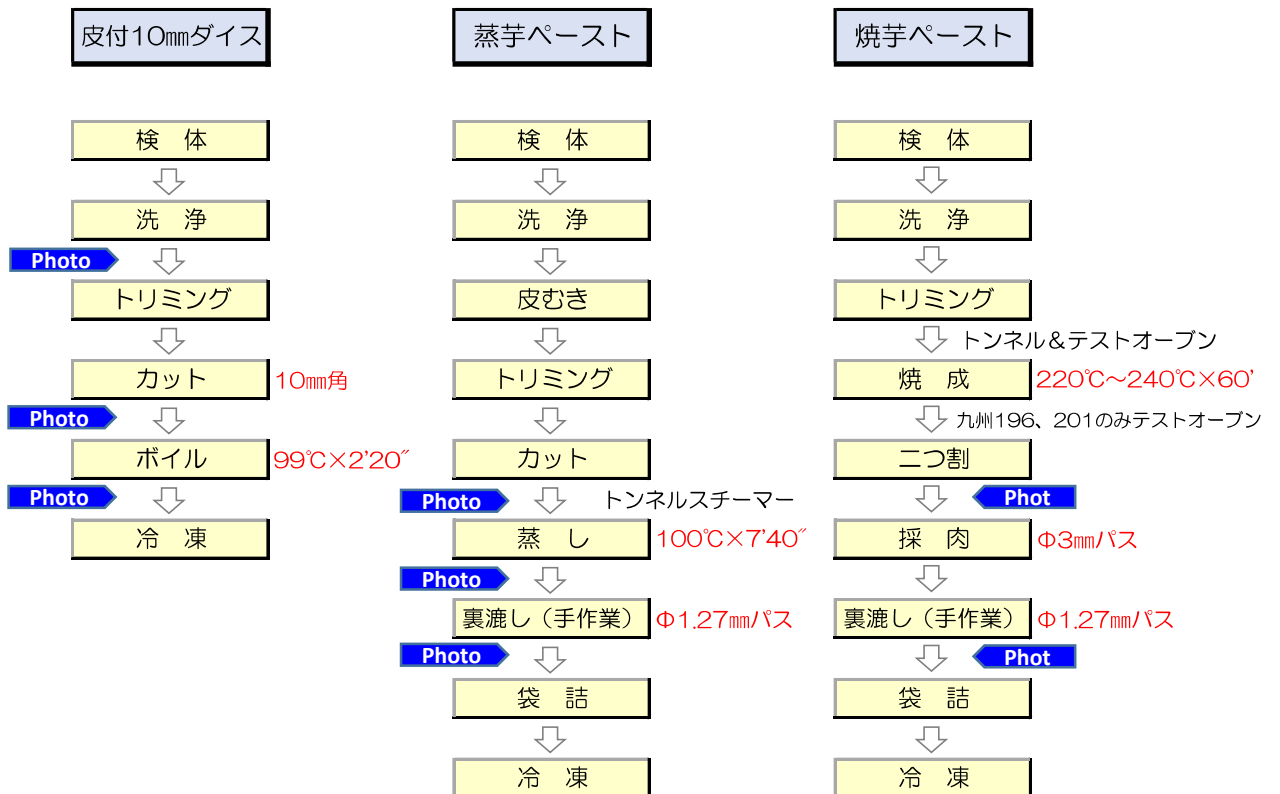 皮付10㎜ダイス
検　体
洗　浄
Photo
トリミング
カット
10㎜角
Photo
ボイル
99℃×2'20″
Photo
冷　凍
蒸芋ペースト
検　体
洗　浄
皮むき
トリミング
カット
Photo
トンネルスチーマー
蒸　し
100℃×7'40″
Photo
裏漉し（手作業）
Φ1.27㎜パス
Photo
袋　詰
冷　凍
焼芋ペースト
検　体
洗　浄
トリミング
トンネル＆テストオーブン
焼　成
220℃～240℃×60'
九州196、201のみテストオーブン
二つ割
Phot
採　肉
Φ3㎜パス
裏漉し（手作業）
Φ1.27㎜パス
Phot
袋　詰
冷　凍